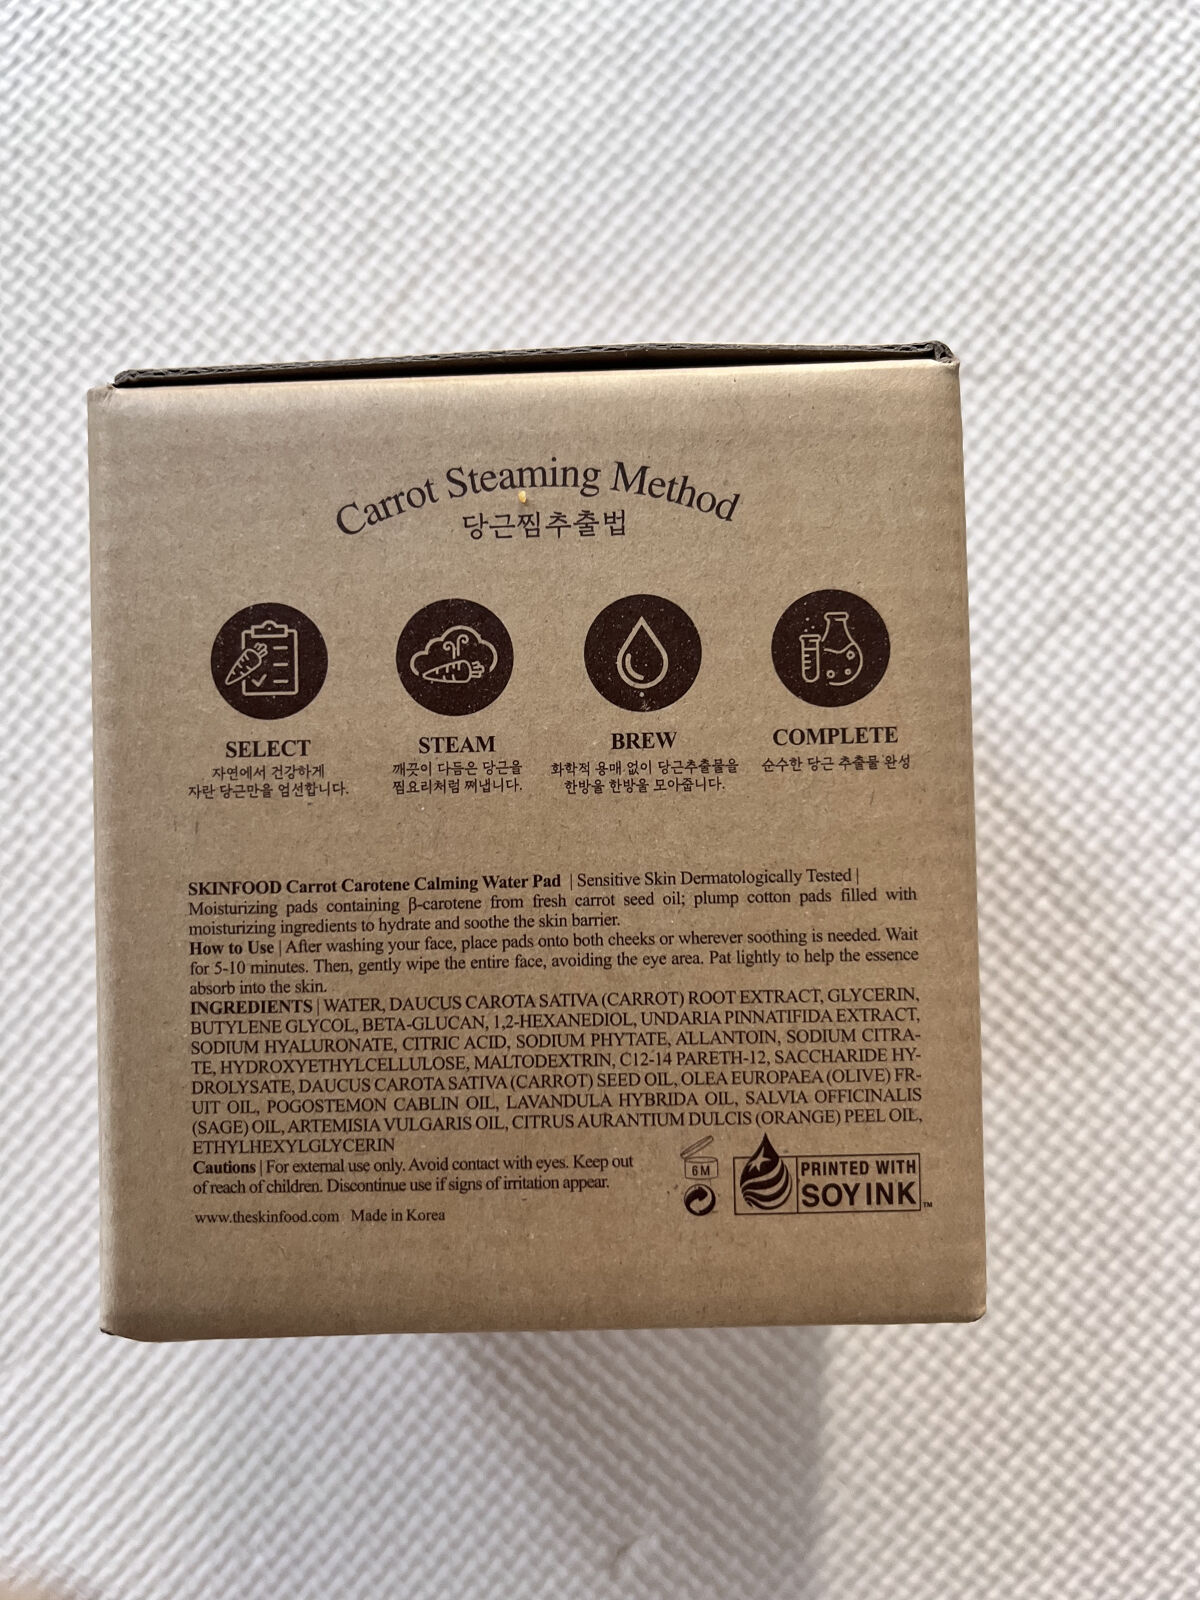 Carrot Steaming Method
당근찜추출법
SELECT
자연에서 건강하게
자란 당근만을 엄선합니다.
STEAM
깨끗이 다듬은 당근을
찜요리처럼 쪄냅니다.
BREW
화학적 용매 없이 당근추출물을
한방울 한방울 모아줍니다.
COMPLETE
순수한 당근 추출물 완성
SKINFOOD Carrot Carotene Calming Water Pad | Sensitive Skin Dermatologically Tested |
Moisturizing pads containing β-carotene from fresh carrot seed oil; plump cotton pads filled with
moisturizing ingredients to hydrate and soothe the skin barrier.
How to Use | After washing your face, place pads onto both cheeks or wherever soothing is needed. Wait
for 5-10 minutes. Then, gently wipe the entire face, avoiding the eye area. Pat lightly to help the essence
absorb into the skin.
INGREDIENTS | WATER, DAUCUS CAROTA SATIVA (CARROT) ROOT EXTRACT, GLYCERIN,
BUTYLENE GLYCOL, BETA-GLUCAN, 1,2-HEXANEDIOL, UNDARIA PINNATIFIDA EXTRACT,
SODIUM HYALURONATE, CITRIC ACID, SODIUM PHYTATE, ALLANTOIN, SODIUM CITRA-
TE, HYDROXYETHYLCELLULOSE, MALTODEXTRIN, C12-14 PARETH-12, SACCHARIDE HY-
DROLYSATE, DAUCUS CAROTA SATIVA (CARROT) SEED OIL, OLEA EUROPAEA (OLIVE) FR-
UIT OIL, POGOSTEMON CABLIN OIL, LAVANDULA HYBRIDA OIL, SALVIA OFFICINALIS
(SAGE) OIL, ARTEMISIA VULGARIS OIL, CITRUS AURANTIUM DULCIS (ORANGE) PEEL OIL,
ETHYLHEXYLGLYCERIN
Cautions | For external use only. Avoid contact with eyes. Keep out
of reach of children. Discontinue use if signs of irritation appear.
www.theskinfood.com Made in Korea
6M
PRINTED WITH
SOY INK™